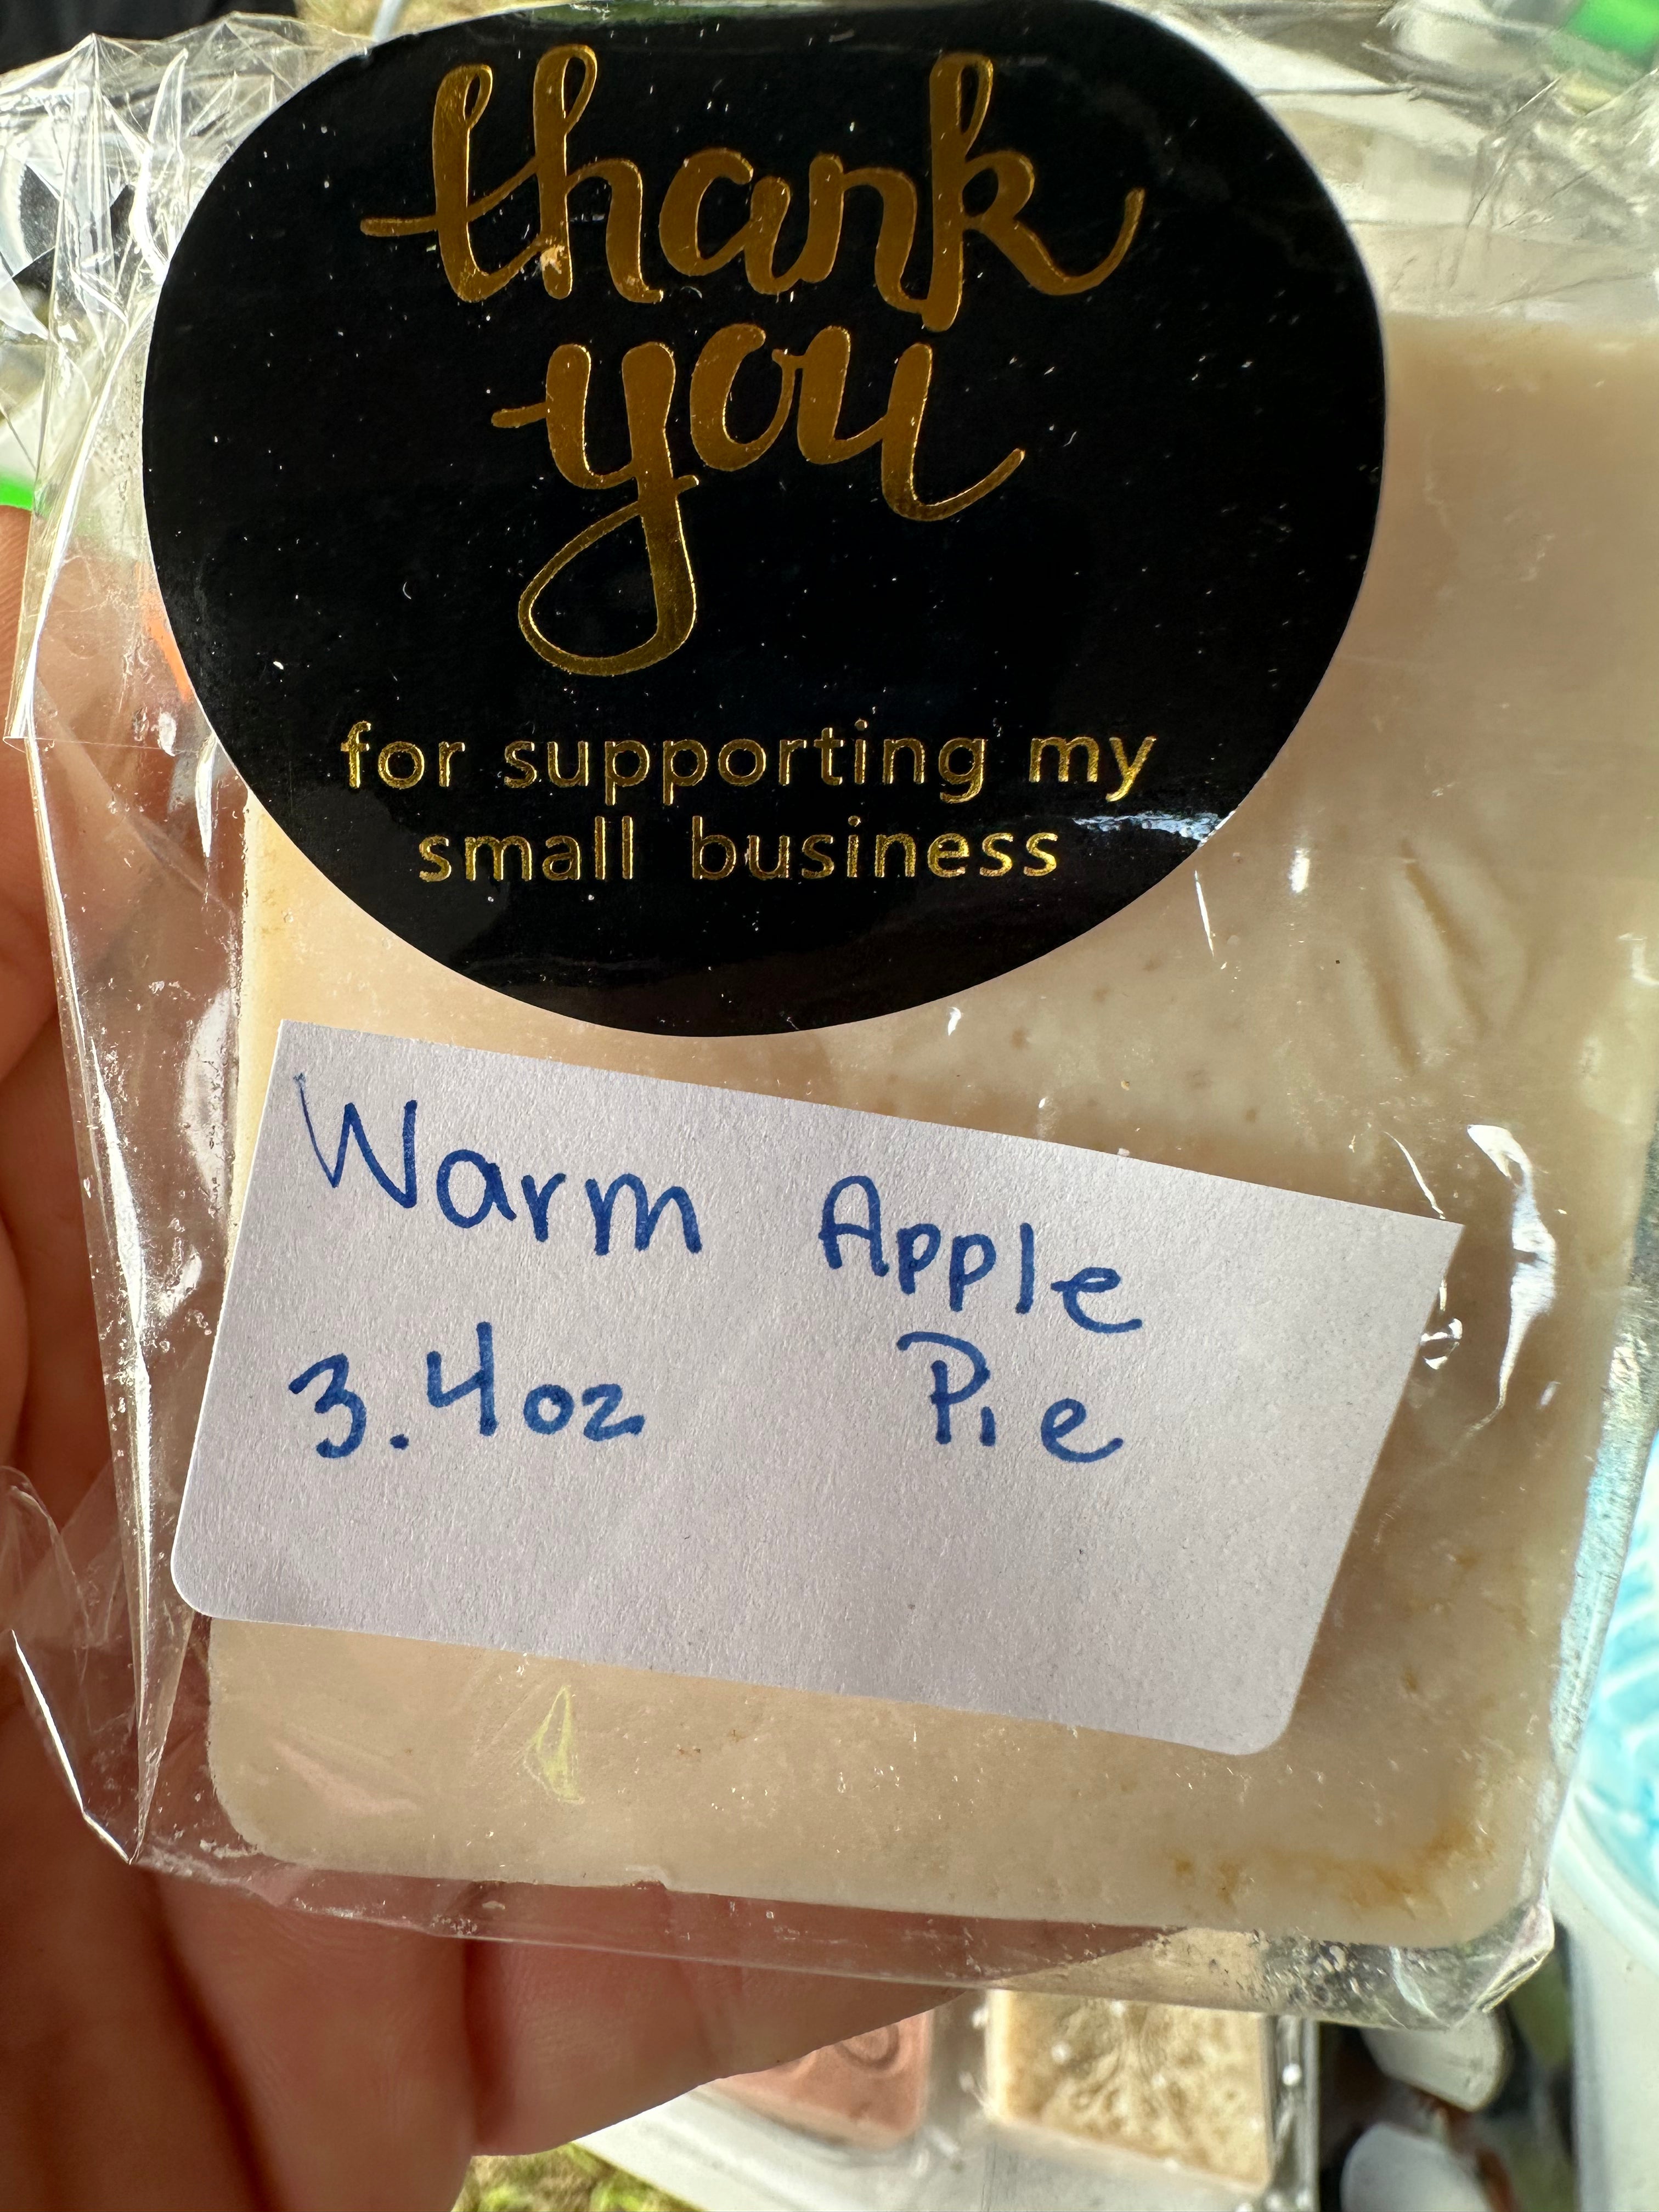 thank
you
for supporting my
small business
Warm Apple
3.4oz Pie